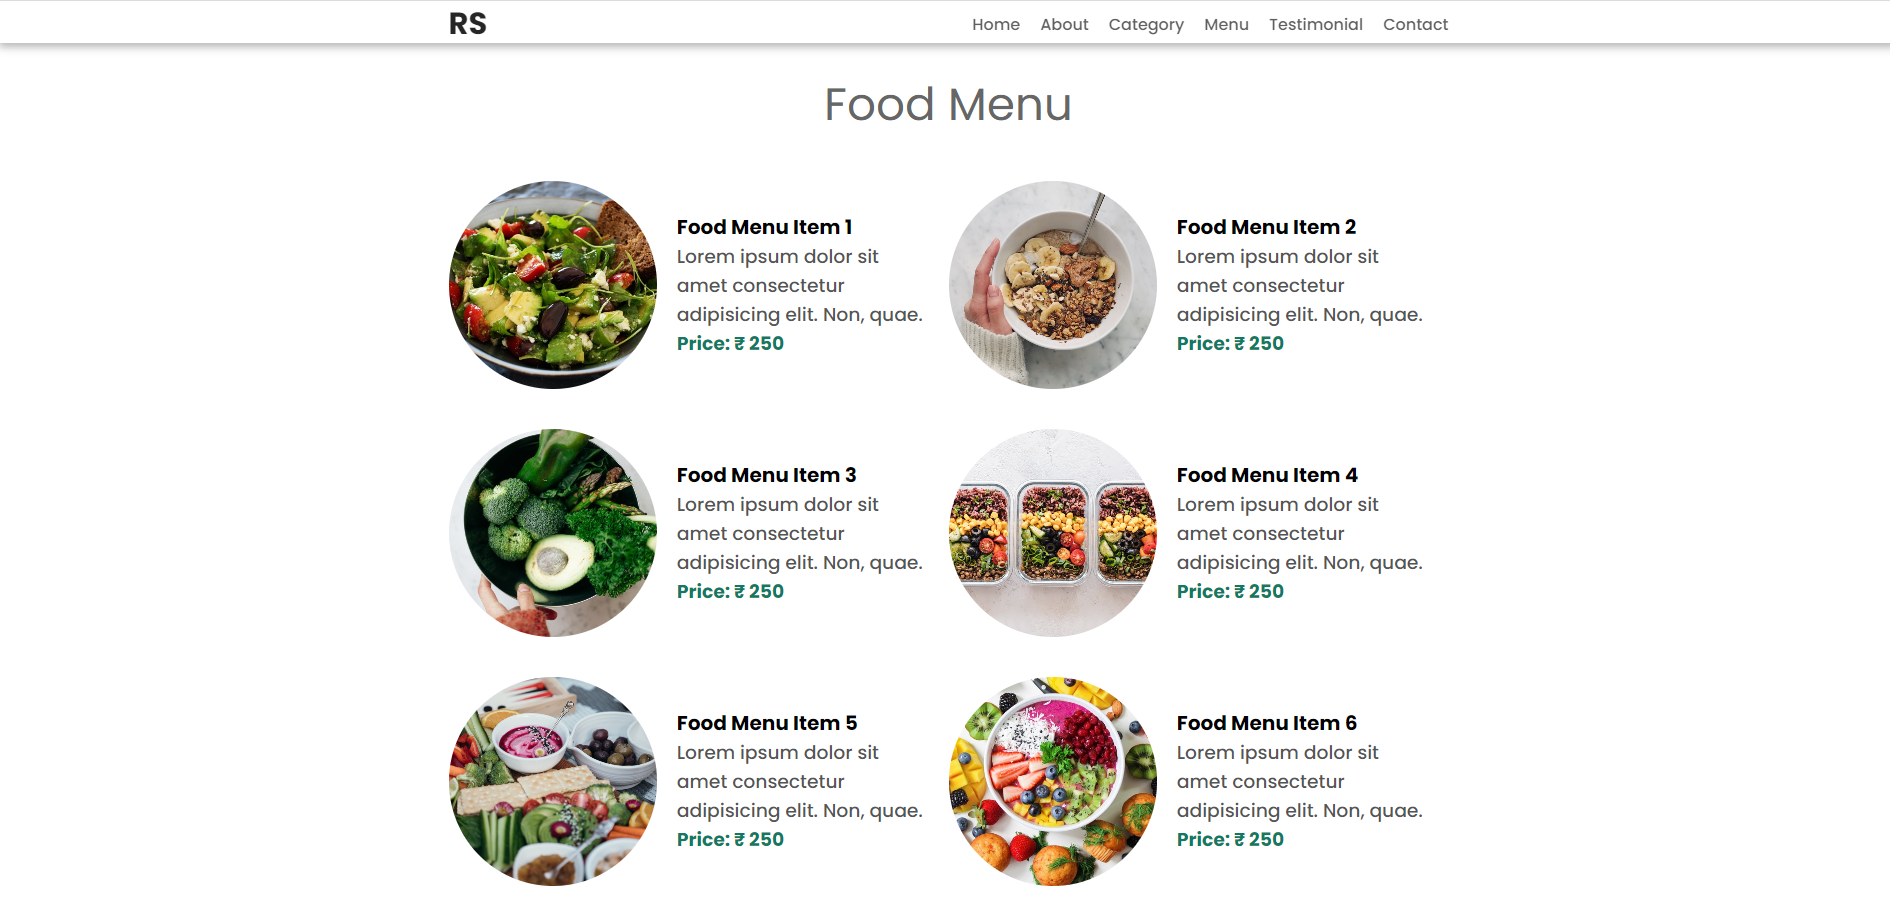 RS
Home About Category Menu Testimonial Contact
Food Menu
Food Menu Item 1
Lorem ipsum dolor sit
amet consectetur
adipisicing elit. Non, quae.
Price: ₹ 250
Food Menu Item 2
Lorem ipsum dolor sit
amet consectetur
adipisicing elit. Non, quae.
Price: ₹ 250
Food Menu Item 3
Lorem ipsum dolor sit
amet consectetur
adipisicing elit. Non, quae.
Price: ₹ 250
Food Menu Item 4
Lorem ipsum dolor sit
amet consectetur
adipisicing elit. Non, quae.
Price: ₹ 250
Food Menu Item 5
Lorem ipsum dolor sit
amet consectetur
adipisicing elit. Non, quae.
Price: ₹ 250
Food Menu Item 6
Lorem ipsum dolor sit
amet consectetur
adipisicing elit. Non, quae.
Price: ₹ 250